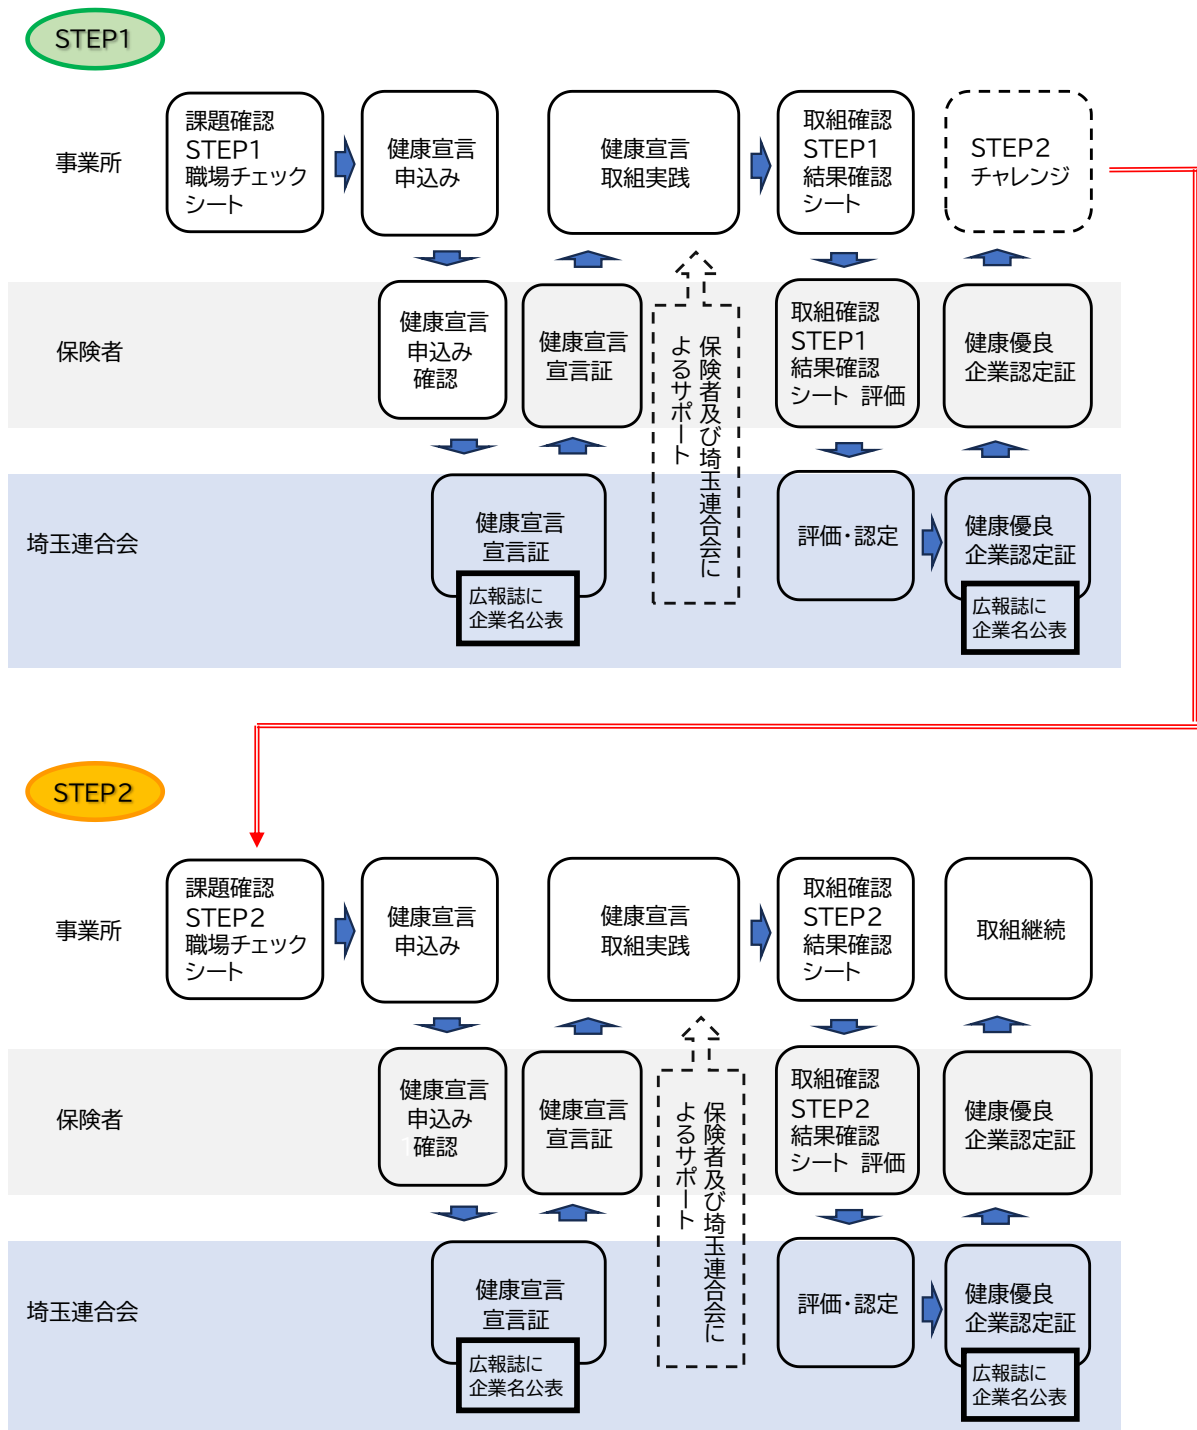 STEP1
事業所
課題確認
STEP1
職場チェック
シート
健康宣言
申込み
健康宣言
取組実践
取組確認
STEP1
結果確認
シート
STEP2
チャレンジ
保険者
健康宣言
申込み
確認
健康宣言
宣言証
保険者及び埼玉連合会に
よるサポート
取組確認
STEP1
結果確認
シート 評価
健康優良
企業認定証
埼玉連合会
健康宣言
宣言証
広報誌に
企業名公表
評価・認定
健康優良
企業認定証
広報誌に
企業名公表
STEP2
事業所
課題確認
STEP2
職場チェック
シート
健康宣言
申込み
健康宣言
取組実践
取組確認
STEP2
結果確認
シート
取組継続
保険者
健康宣言
申込み
確認
健康宣言
宣言証
保険者及び埼玉連合会に
よるサポート
取組確認
STEP2
結果確認
シート 評価
健康優良
企業認定証
埼玉連合会
健康宣言
宣言証
広報誌に
企業名公表
評価・認定
健康優良
企業認定証
広報誌に
企業名公表